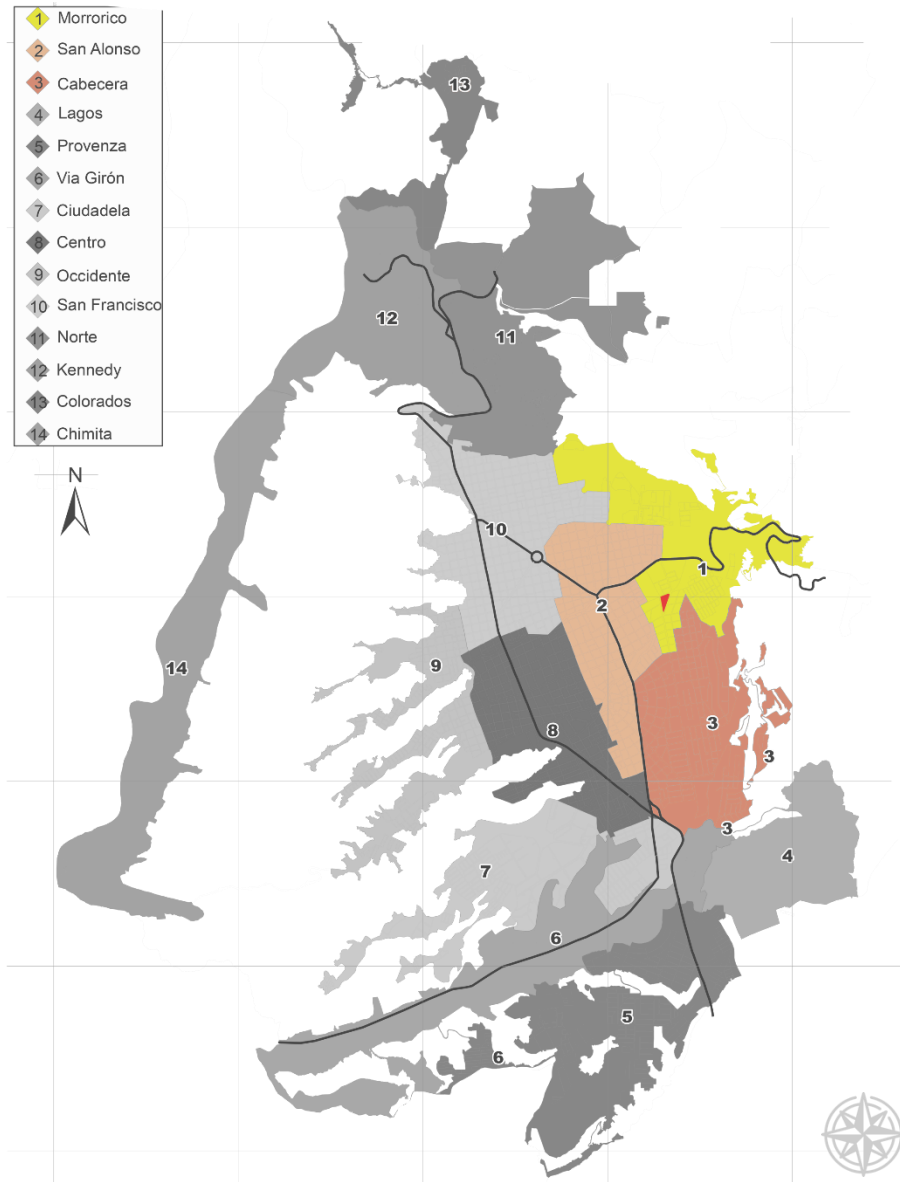 1 Morrorico
2 San Alonso
3 Cabecera
4 Lagos
5 Provenza
6 Via Girón
7 Ciudadela
8 Centro
9 Occidente
10 San Francisco
11 Norte
12 Kennedy
13 Colorados
14 Chimita
N
13
12
11
10
1
2
9
14
3
8
3
3
4
7
6
5
6